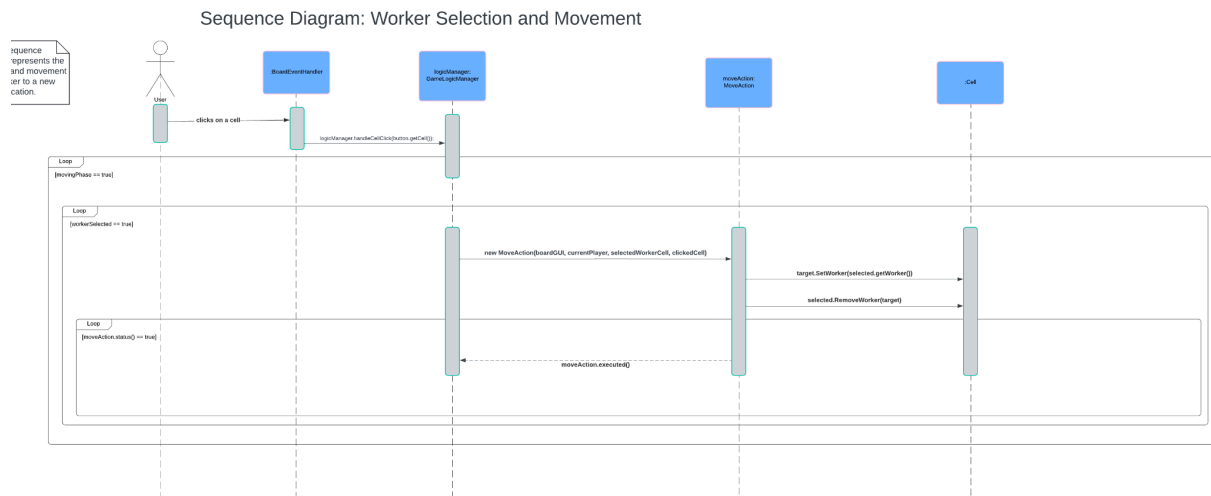 Sequence Diagram: Worker Selection and Movement
equence
represents the
and movement
ker to a new
cation.
User
:BoardEventHandler
logicManager:
GameLogicManager
moveAction:
MoveAction
:Cell
clicks on a cell
logicManager.handleCellClick(button.getCell());
Loop
[movingPhase == true]
Loop
[workerSelected == true]
new MoveAction(boardGUI, currentPlayer, selectedWorkerCell, clickedCell)
target.SetWorker(selected.getWorker())
selected.RemoveWorker(target)
Loop
[moveAction.status() == true]
moveAction.executed()